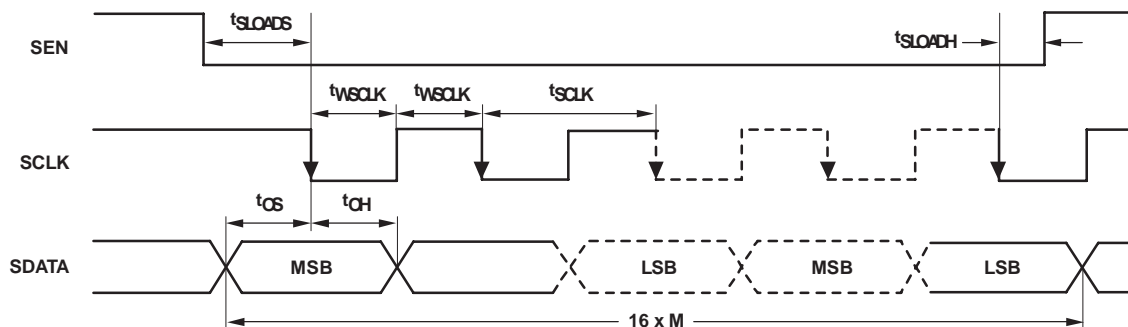 tSLOADS
SEN
tSLOADH
tWSCLK tWSCLK tSCLK
SCLK
tOS tOH
SDATA MSB LSB MSB LSB
16 x M